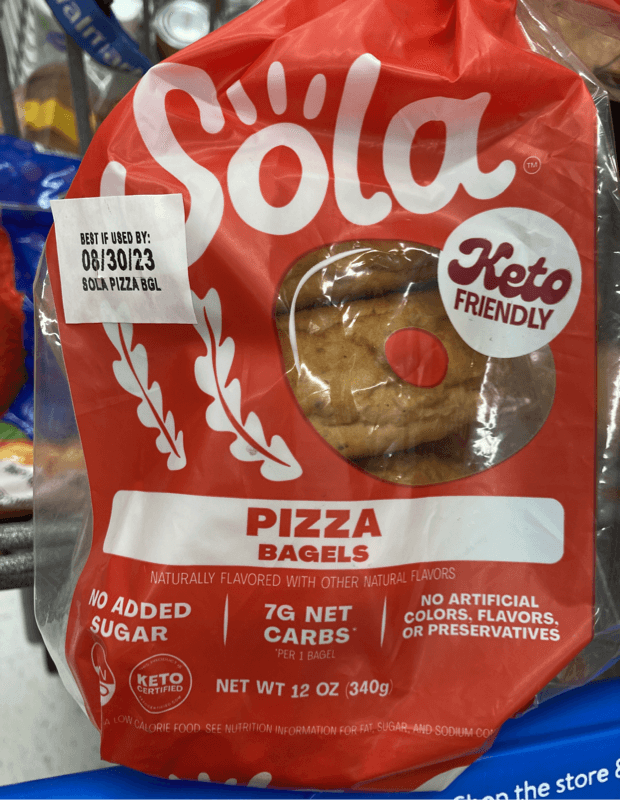 Walmart
Sola
TM
BEST IF USED BY:
08/30/23
SOLA PIZZA BGL
Keto
FRIENDLY
PIZZA
BAGELS
NATURALLY FLAVORED WITH OTHER NATURAL FLAVORS
NO ADDED
SUGAR
7G NET
CARBS*
*PER 1 BAGEL
NO ARTIFICIAL
COLORS, FLAVORS,
OR PRESERVATIVES
KETO
CERTIFIED
NET WT 12 OZ (340g)
LOW CALORIE FOOD. SEE NUTRITION INFORMATION FOR FAT, SUGAR, AND SODIUM
the store &